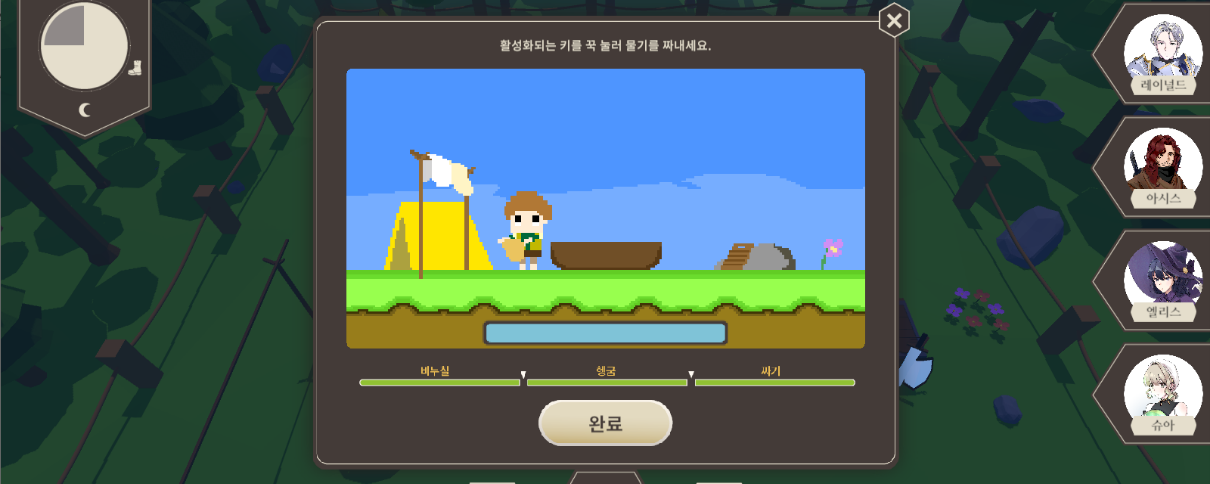 활성화되는 키를 꾹 눌러 물기를 짜내세요.
레이널드
아시스
엘리스
슈아
비누칠
헹굼
짜기
완료